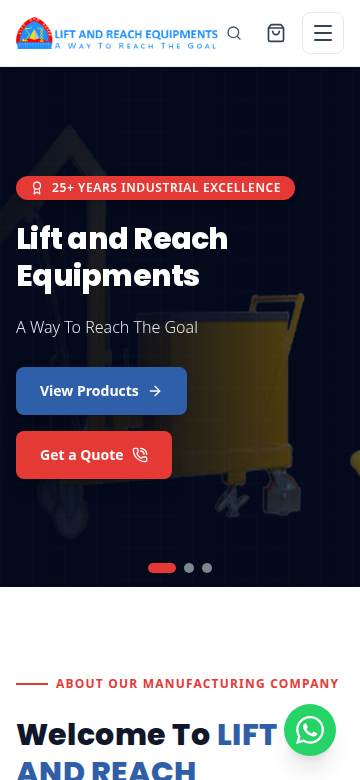 LIFT AND REACH EQUIPMENTS
A WAY TO REACH THE GOAL
25+ YEARS INDUSTRIAL EXCELLENCE
Lift and Reach
Equipments
A Way To Reach The Goal
View Products
Get a Quote
ABOUT OUR MANUFACTURING COMPANY
Welcome To LIFT
AND REACH